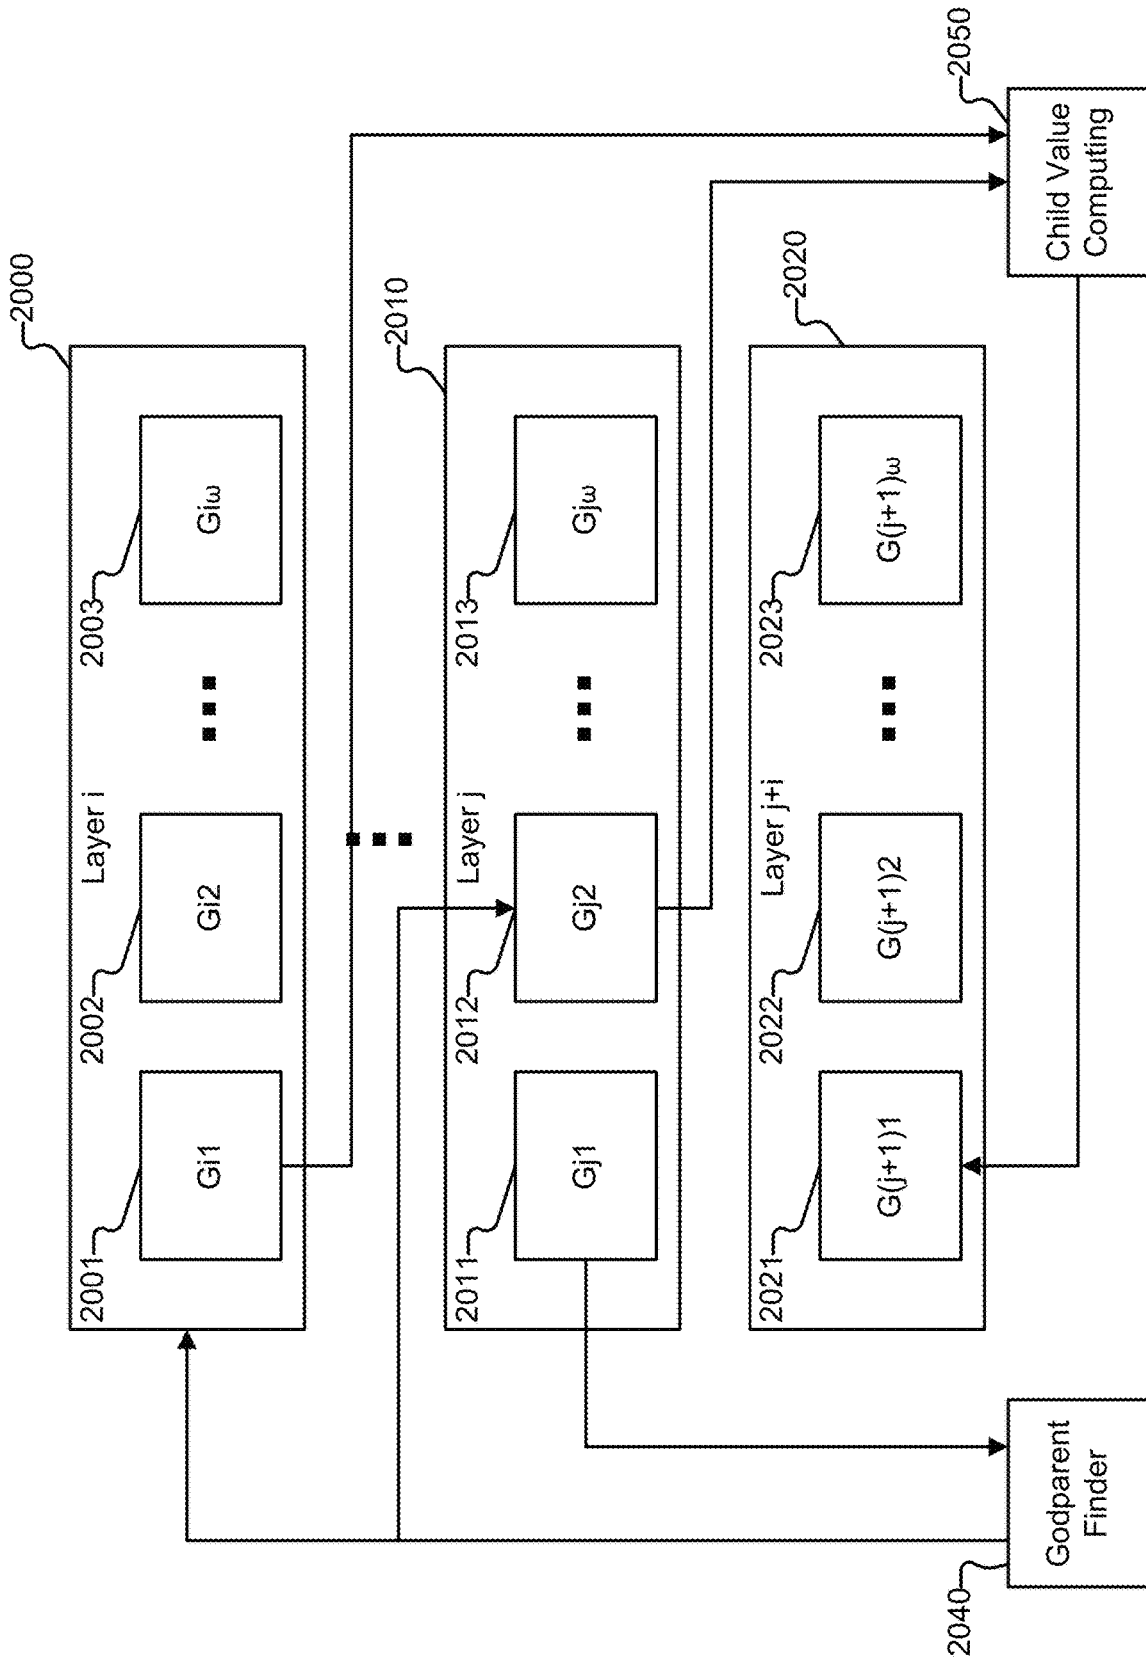 2000
Layer i
2001
2002
2003
Gi1
Gi2
Giω
2010
Layer j
2011
2012
2013
Gj1
Gj2
Gjω
2020
Layer j+i
2021
2022
2023
G(j+1)1
G(j+1)2
G(j+1)ω
2040
Godparent
Finder
2050
Child Value
Computing